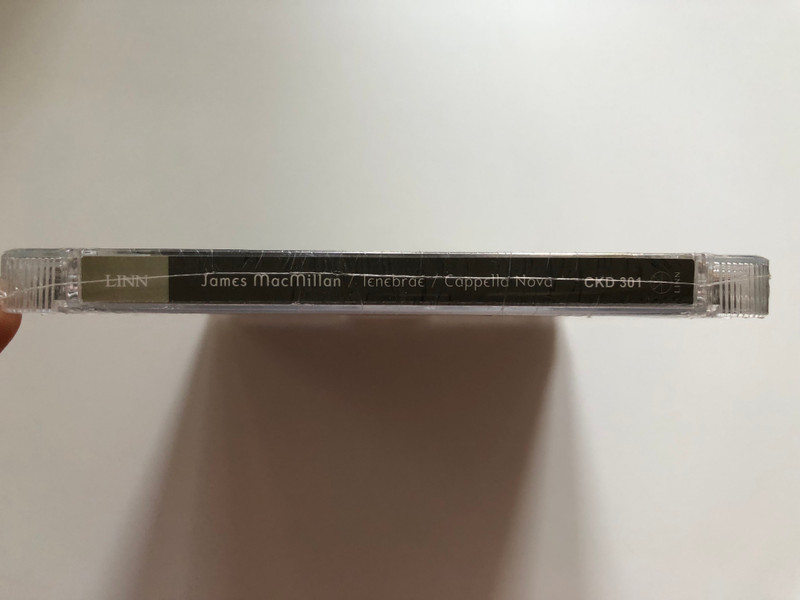 LINN James MacMillan / Tenebrae / Cappella Nova CKD 301 LINN